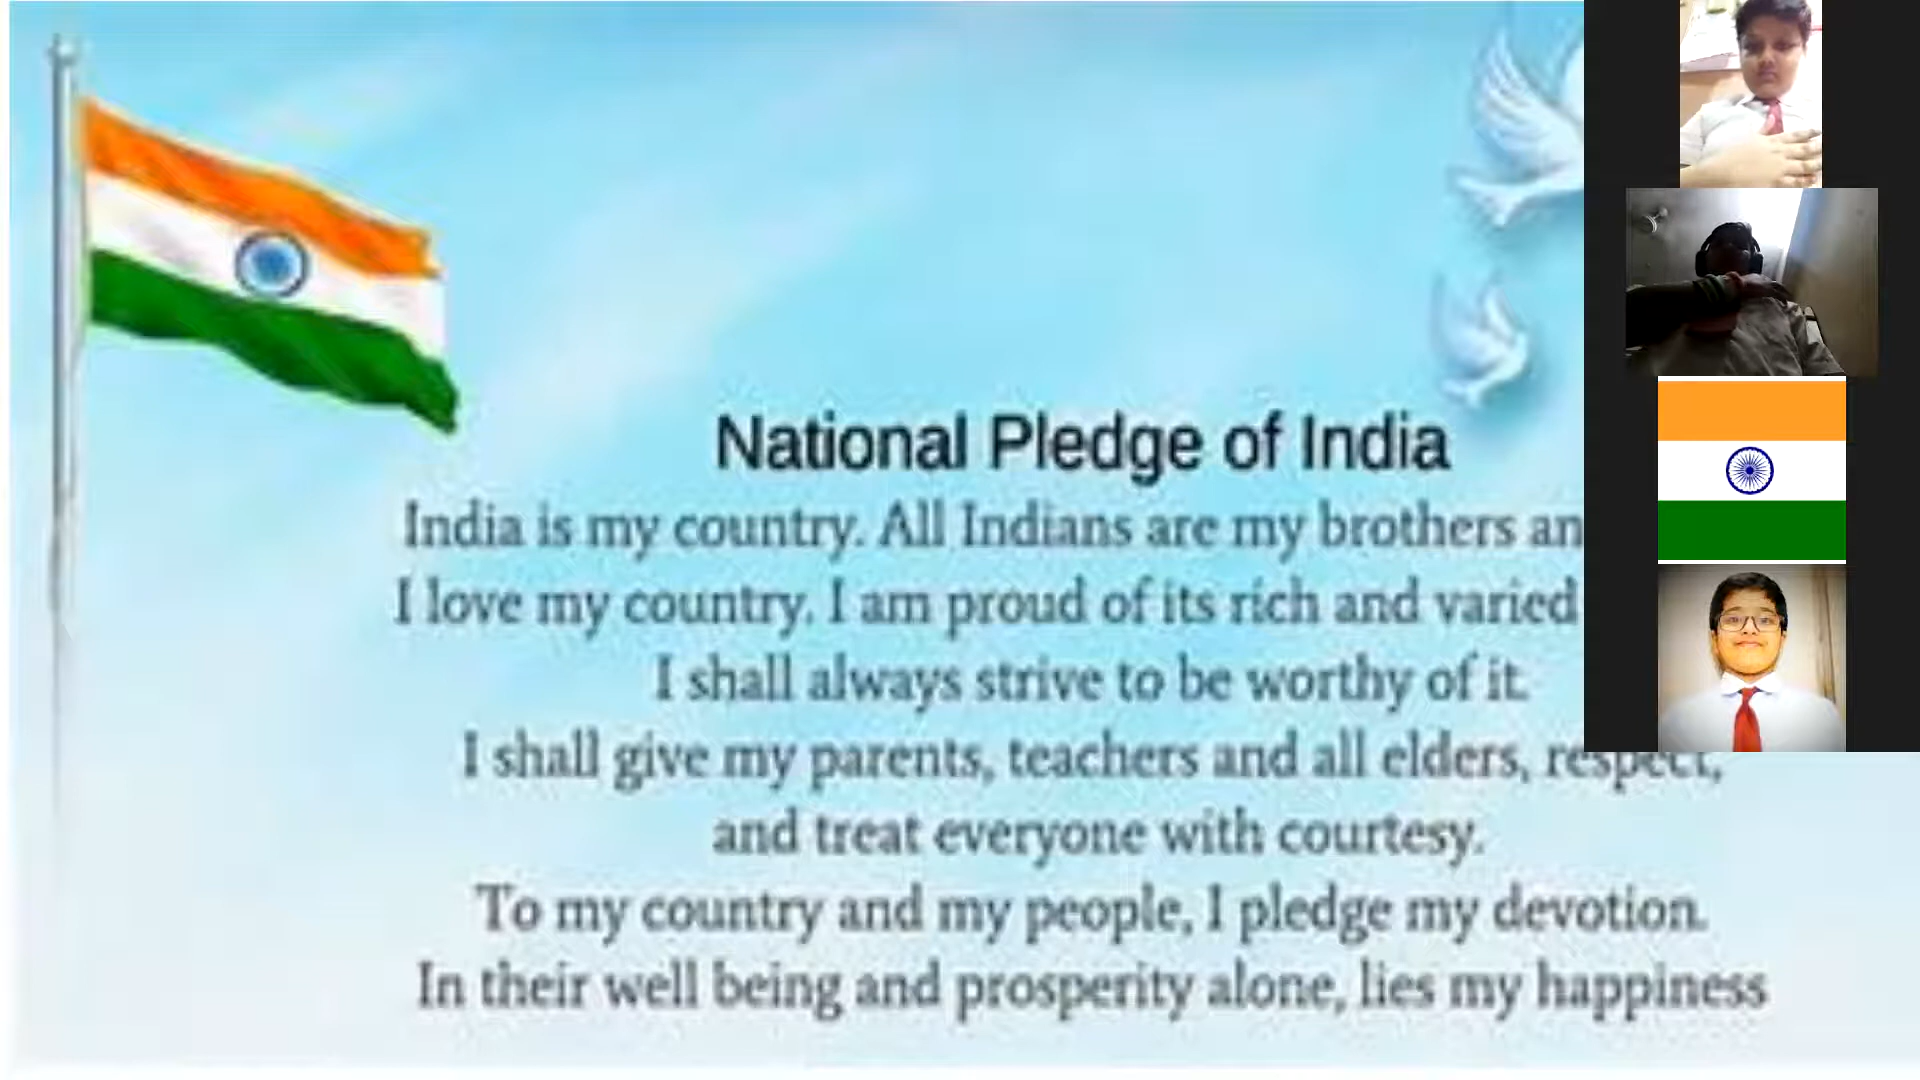 National Pledge of India
India is my country. All Indians are my brothers an
I love my country. I am proud of its rich and varied
I shall always strive to be worthy of it.
I shall give my parents, teachers and all elders, respect,
and treat everyone with courtesy.
To my country and my people, I pledge my devotion.
In their well being and prosperity alone, lies my happiness